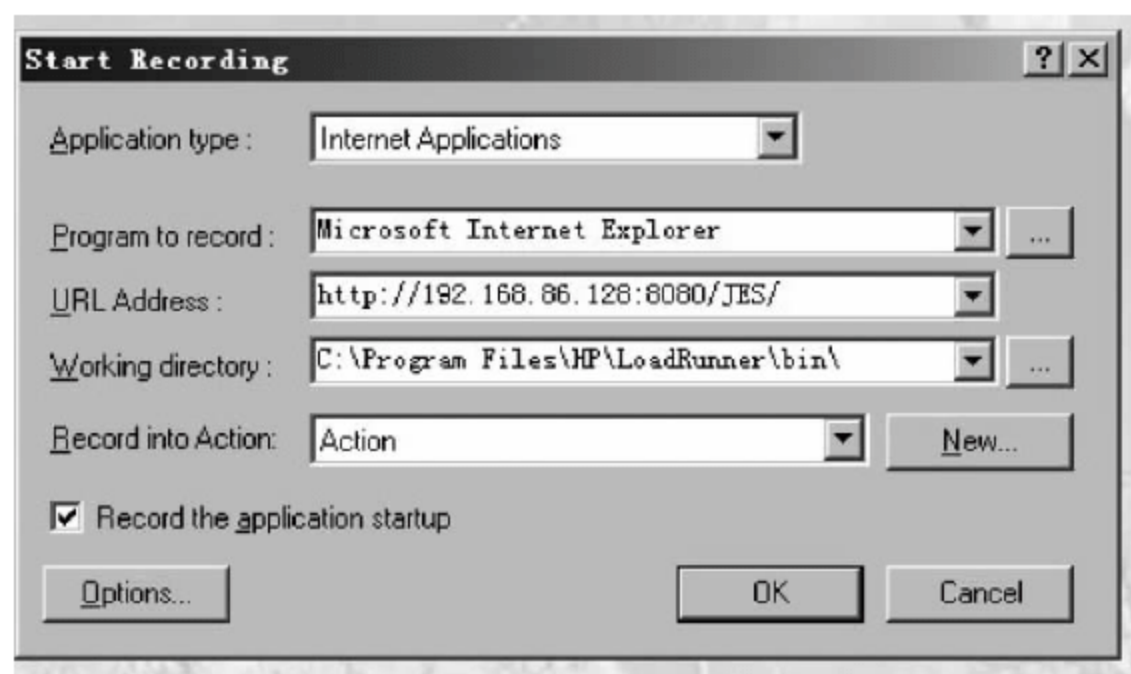 Start Recording
Application type : Internet Applications
Program to record : Microsoft Internet Explorer ...
URL Address : http://192.168.86.128:8080/JES/
Working directory : C:\Program Files\HP\LoadRunner\bin\ ...
Record into Action: Action New...
Record the application startup
Options... OK Cancel